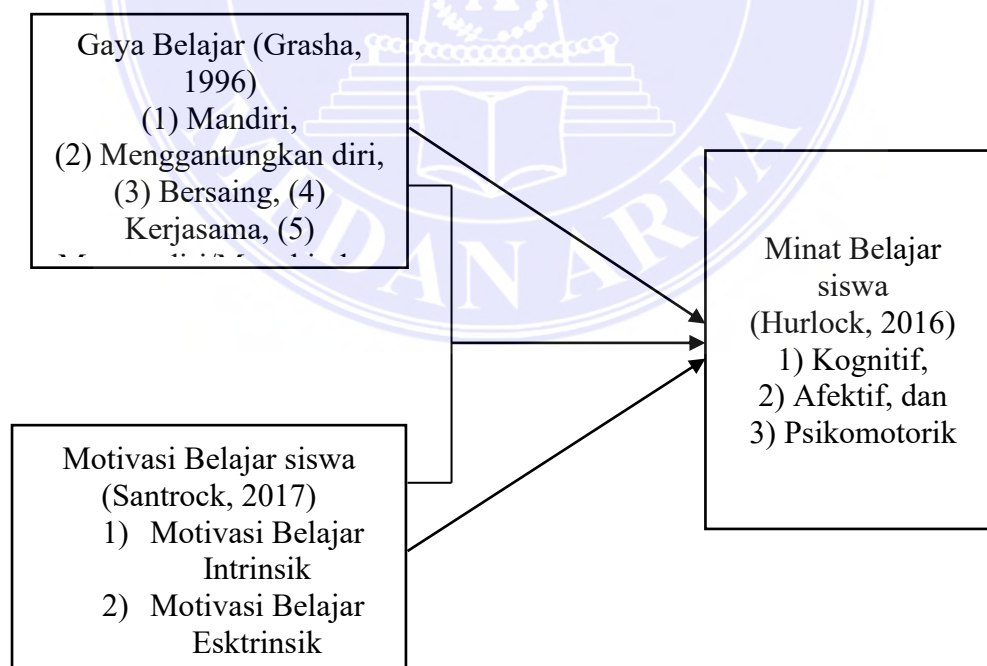 Gaya Belajar (Grasha,
1996)
(1) Mandiri,
(2) Menggantungkan diri,
(3) Bersaing, (4)
Kerjasama, (5)
Minat Belajar
siswa
(Hurlock, 2016)
1) Kognitif,
2) Afektif, dan
3) Psikomotorik
Motivasi Belajar siswa
(Santrock, 2017)
1) Motivasi Belajar
Intrinsik
2) Motivasi Belajar
Esktrinsik
MEDAN AREA